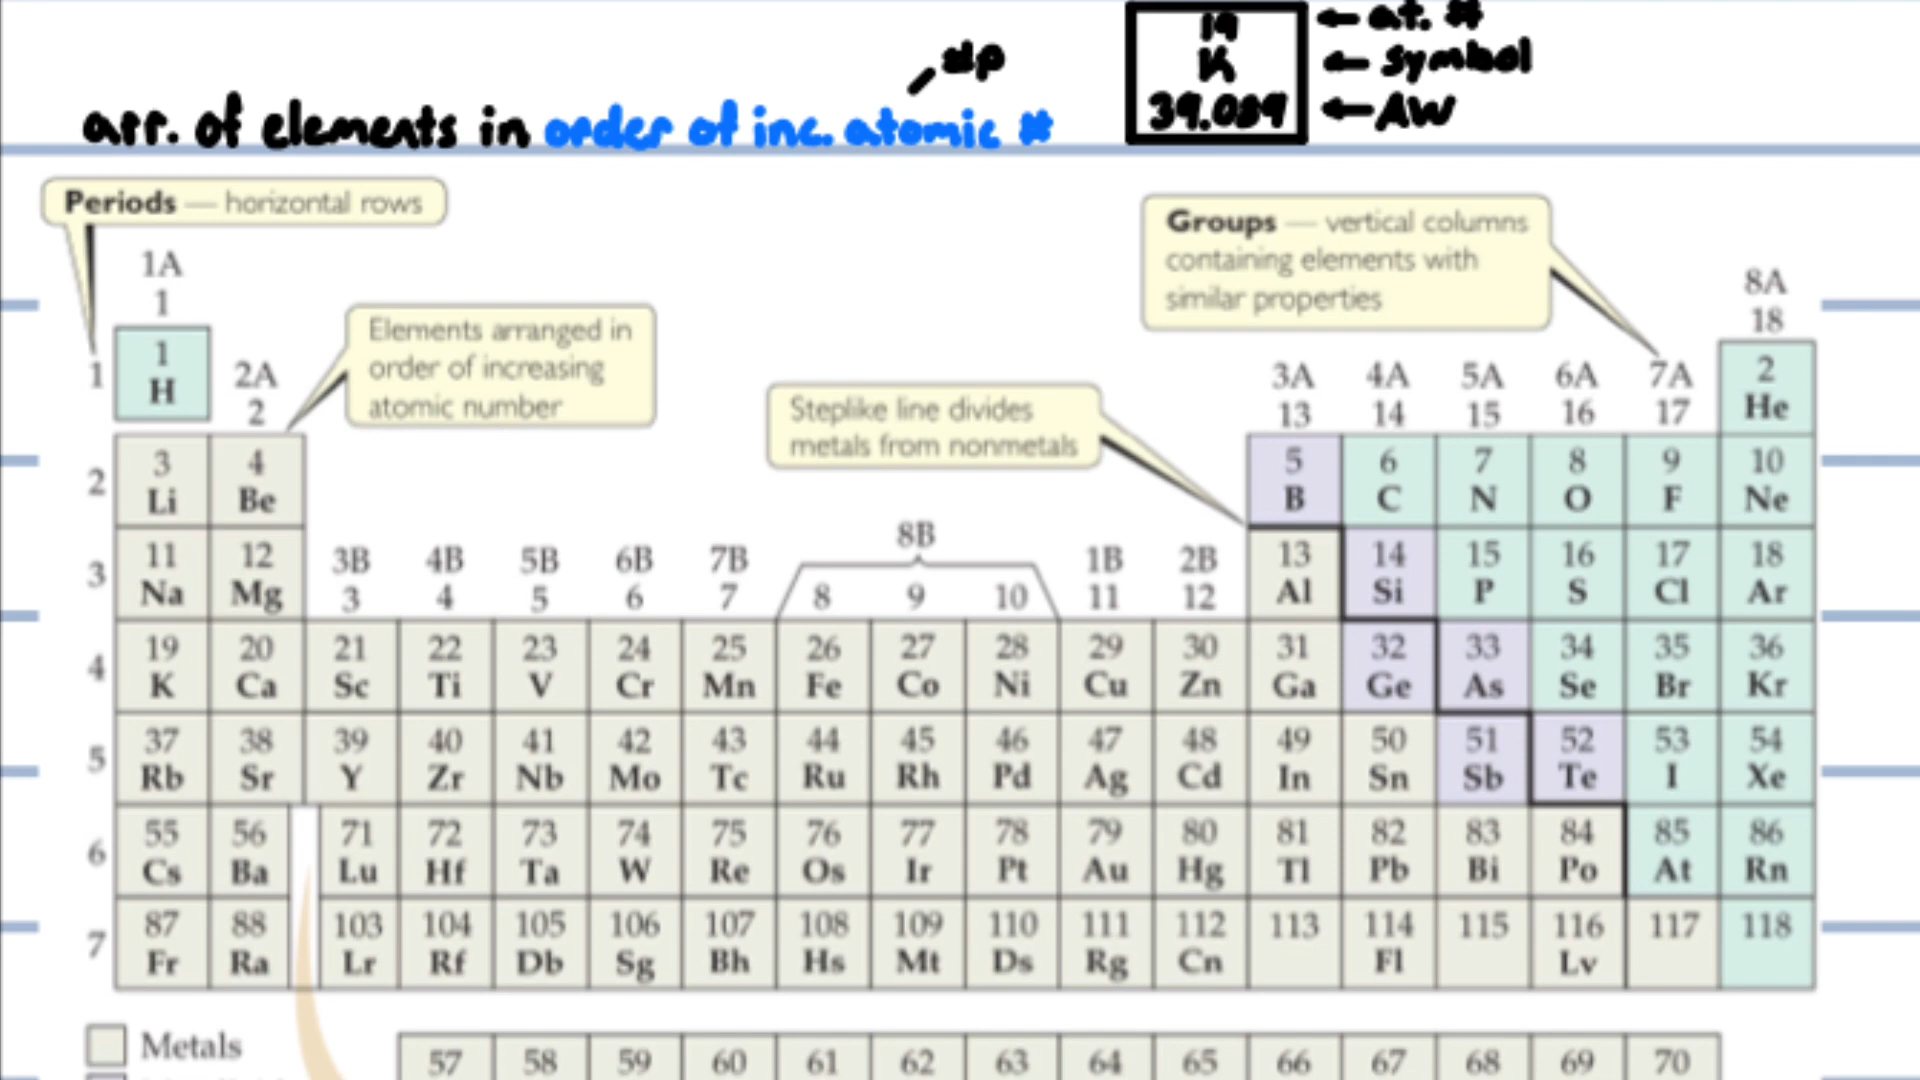 19 ← at. #
K ← symbol
39.089 ← AW
#p
arr. of elements in order of inc. atomic #
Periods — horizontal rows
Groups — vertical columns
containing elements with
similar properties
1A
1
8A
18
Elements arranged in
order of increasing
atomic number
Steplike line divides
metals from nonmetals
2A 3A 4A 5A 6A 7A
2 13 14 15 16 17
1 1 2
H He
2 3 4 5 6 7 8 9 10
Li Be B C N O F Ne
8B
3B 4B 5B 6B 7B 1B 2B
3 4 5 6 7 8 9 10 11 12
3 11 12 13 14 15 16 17 18
Na Mg Al Si P S Cl Ar
4 19 20 21 22 23 24 25 26 27 28 29 30 31 32 33 34 35 36
K Ca Sc Ti V Cr Mn Fe Co Ni Cu Zn Ga Ge As Se Br Kr
5 37 38 39 40 41 42 43 44 45 46 47 48 49 50 51 52 53 54
Rb Sr Y Zr Nb Mo Tc Ru Rh Pd Ag Cd In Sn Sb Te I Xe
6 55 56 71 72 73 74 75 76 77 78 79 80 81 82 83 84 85 86
Cs Ba Lu Hf Ta W Re Os Ir Pt Au Hg Tl Pb Bi Po At Rn
7 87 88 103 104 105 106 107 108 109 110 111 112 113 114 115 116 117 118
Fr Ra Lr Rf Db Sg Bh Hs Mt Ds Rg Cn Fl Lv
Metals
57 58 59 60 61 62 63 64 65 66 67 68 69 70